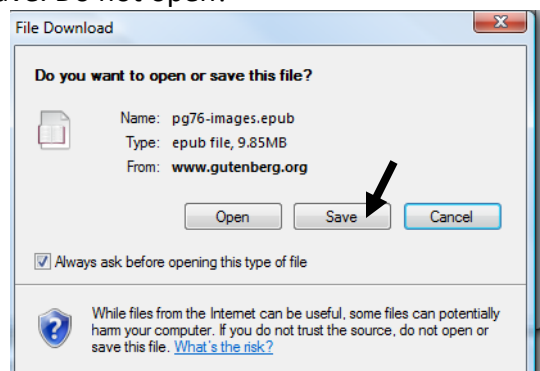 Do not open.
File Download
Do you want to open or save this file?
Name: pg76-images.epub
Type: epub file, 9.85MB
From: www.gutenberg.org
Open Save Cancel
Always ask before opening this type of file
While files from the Internet can be useful, some files can potentially
harm your computer. If you do not trust the source, do not open or
save this file. What's the risk?